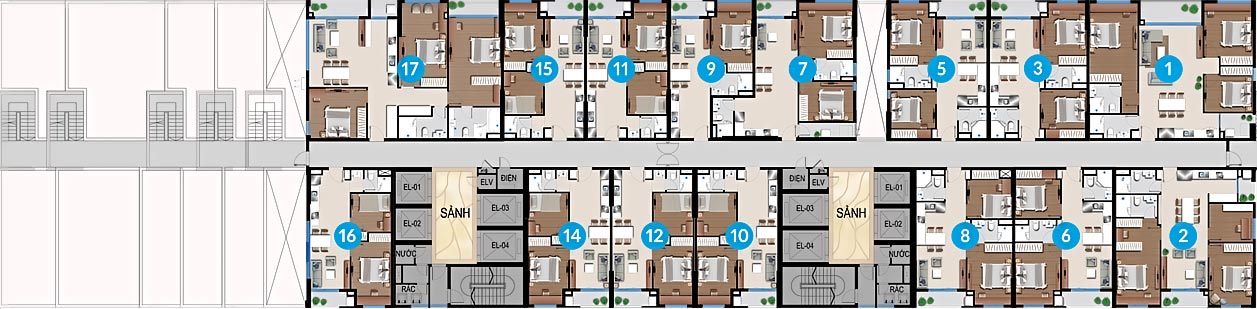 17
15
11
9
7
5
3
1
EL-01
ELV
ĐIỆN
EL-03
EL-02
SẢNH
EL-04
NƯỚC
RÁC
16
14
12
10
ĐIỆN
ELV
EL-01
EL-03
SẢNH
EL-02
EL-04
NƯỚC
RÁC
8
6
2